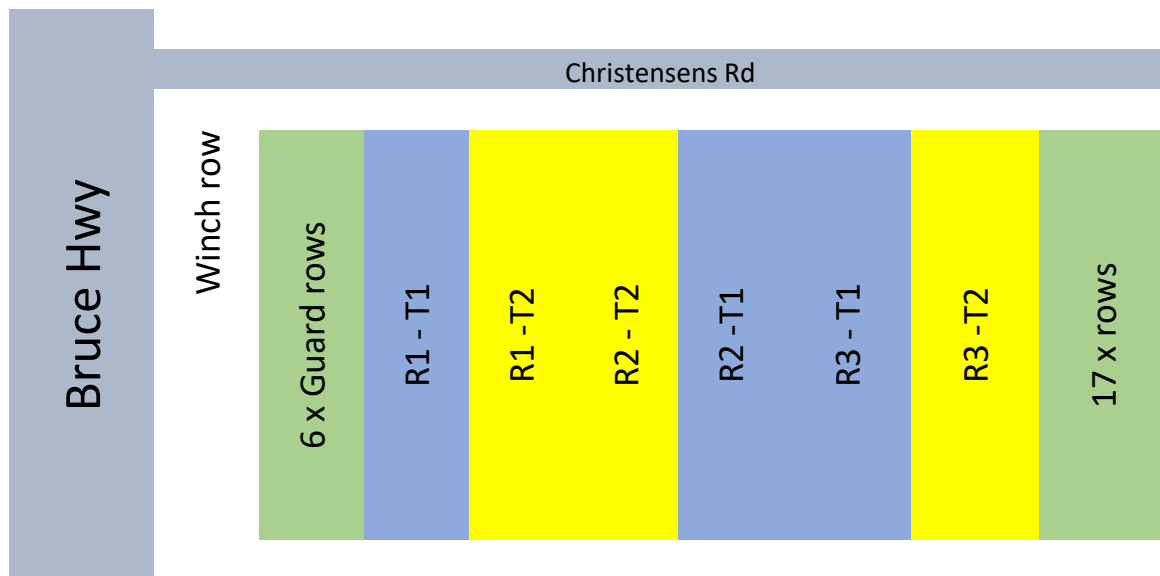 Christensens Rd
Bruce Hwy
Winch row
6 x Guard rows
R1 - T1
R1 -T2
R2 - T2
R2 -T1
R3 - T1
R3 -T2
17 x rows